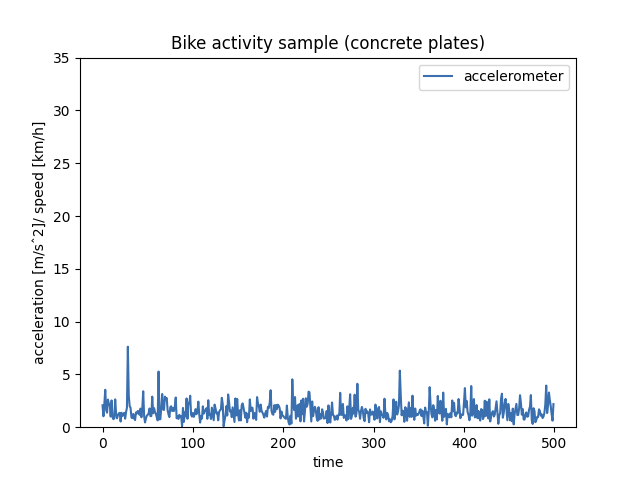 Bike activity sample (concrete plates)
accelerometer
acceleration [m/sˆ2]/ speed [km/h]
35
30
25
20
15
10
5
0
0 100 200 300 400 500
time